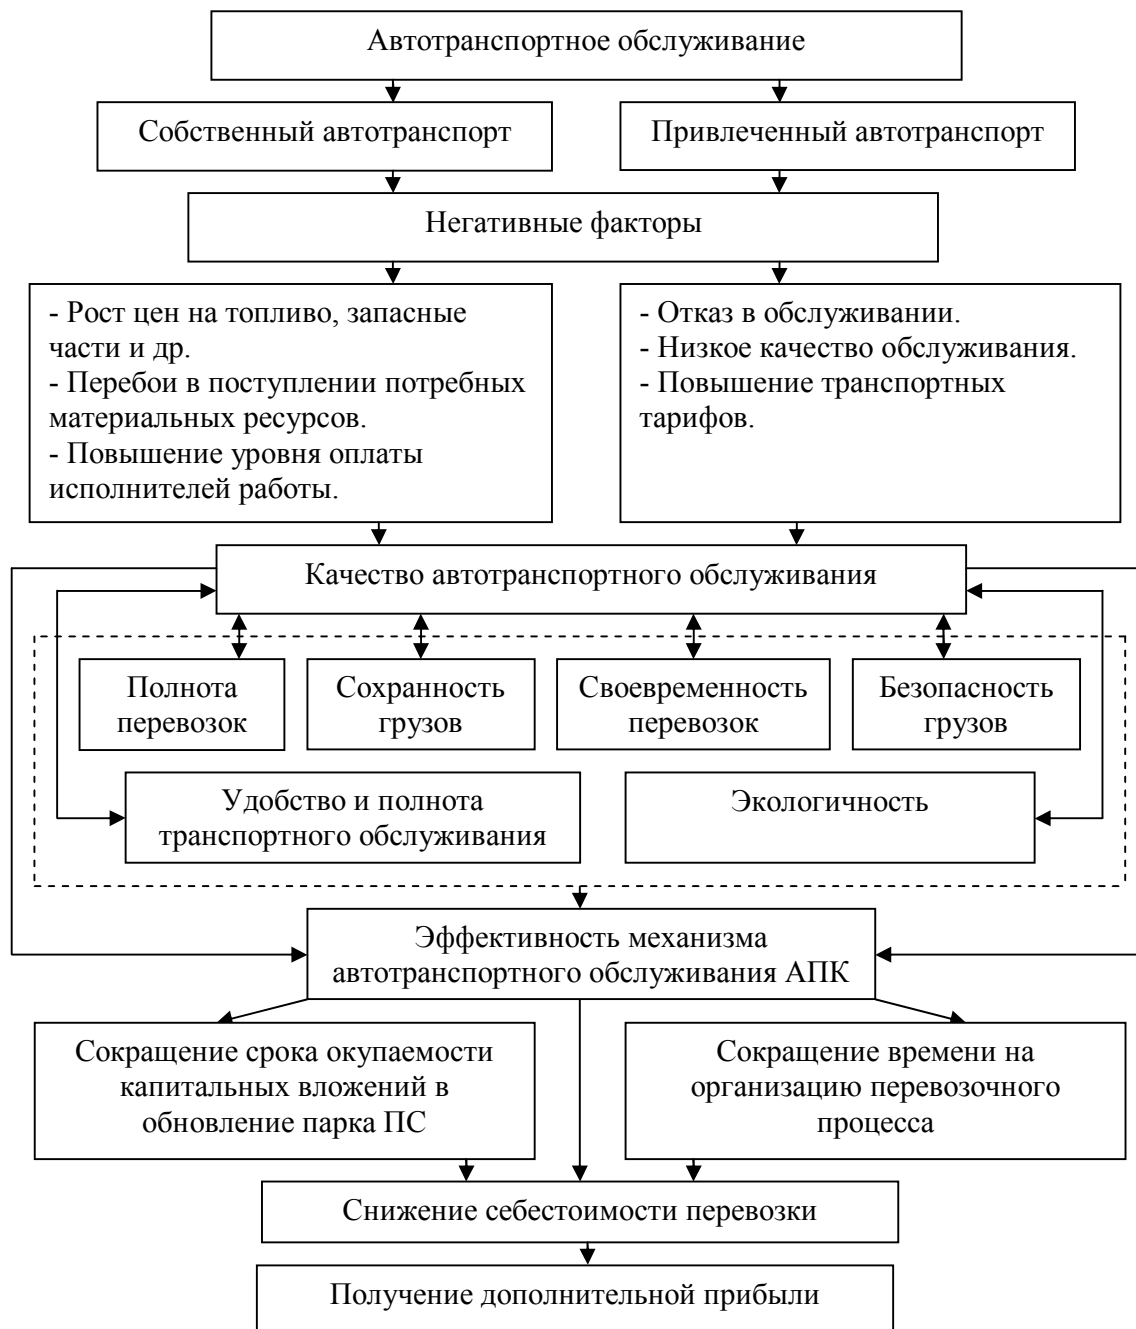 Автотранспортное обслуживание
Собственный автотранспорт
Привлеченный автотранспорт
Негативные факторы
- Рост цен на топливо, запасные
части и др.
- Перебои в поступлении потребных
материальных ресурсов.
- Повышение уровня оплаты
исполнителей работы.
- Отказ в обслуживании.
- Низкое качество обслуживания.
- Повышение транспортных
тарифов.
Качество автотранспортного обслуживания
Полнота
перевозок
Сохранность
грузов
Своевременность
перевозок
Безопасность
грузов
Удобство и полнота
транспортного обслуживания
Экологичность
Эффективность механизма
автотранспортного обслуживания АПК
Сокращение срока окупаемости
капитальных вложений в
обновление парка ПС
Сокращение времени на
организацию перевозочного
процесса
Снижение себестоимости перевозки
Получение дополнительной прибыли